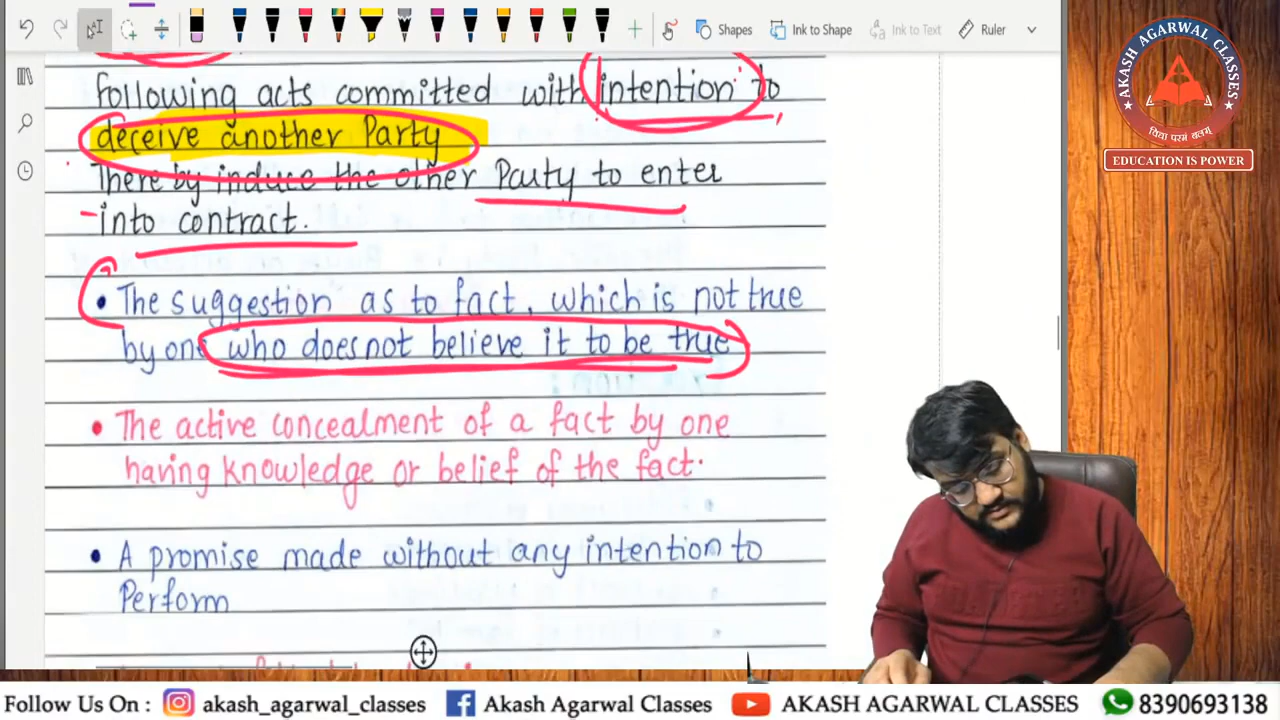 Shapes Ink to Shape Ink to Text Ruler
AKASH AGARWAL CLASSES
विद्या परमं बलम्
EDUCATION IS POWER
Following acts committed with intention to
deceive another Party
There by induce the other Party to enter
into contract.
• The suggestion as to fact, which is not true
by one who does not believe it to be true
• The active concealment of a fact by one
having knowledge or belief of the fact.
• A promise made without any intention to
Perform
Follow Us On : akash_agarwal_classes Akash Agarwal Classes AKASH AGARWAL CLASSES 8390693138